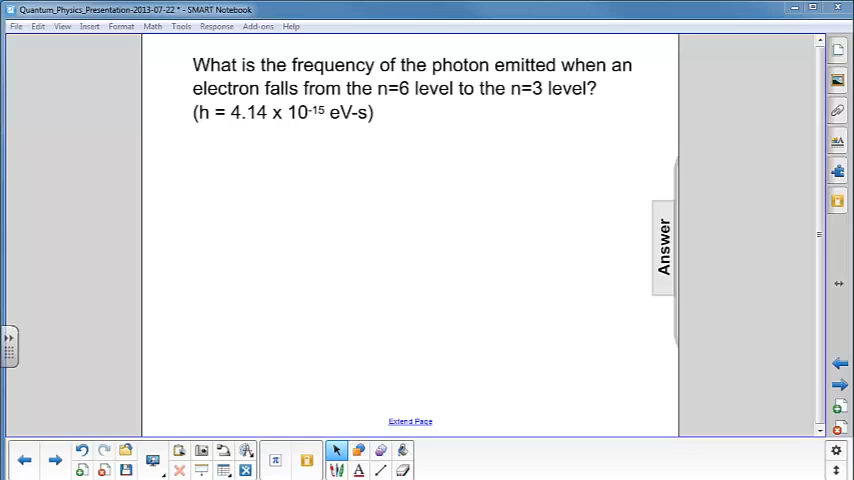 Quantum_Physics_Presentation-2013-07-22 * - SMART Notebook
File Edit View Insert Format Math Tools Response Add-ons Help
What is the frequency of the photon emitted when an
electron falls from the n=6 level to the n=3 level?
(h = 4.14 x 10⁻¹⁵ eV-s)
Answer
Extend Page